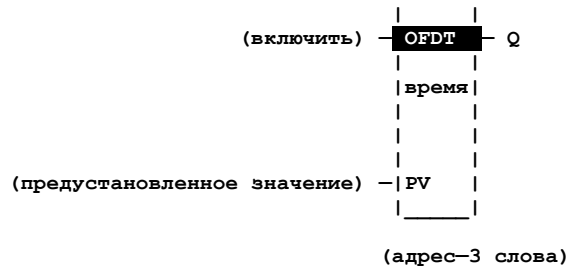 (включить) OFDT Q
время
(предустановленное значение) PV
(адрес—3 слова)